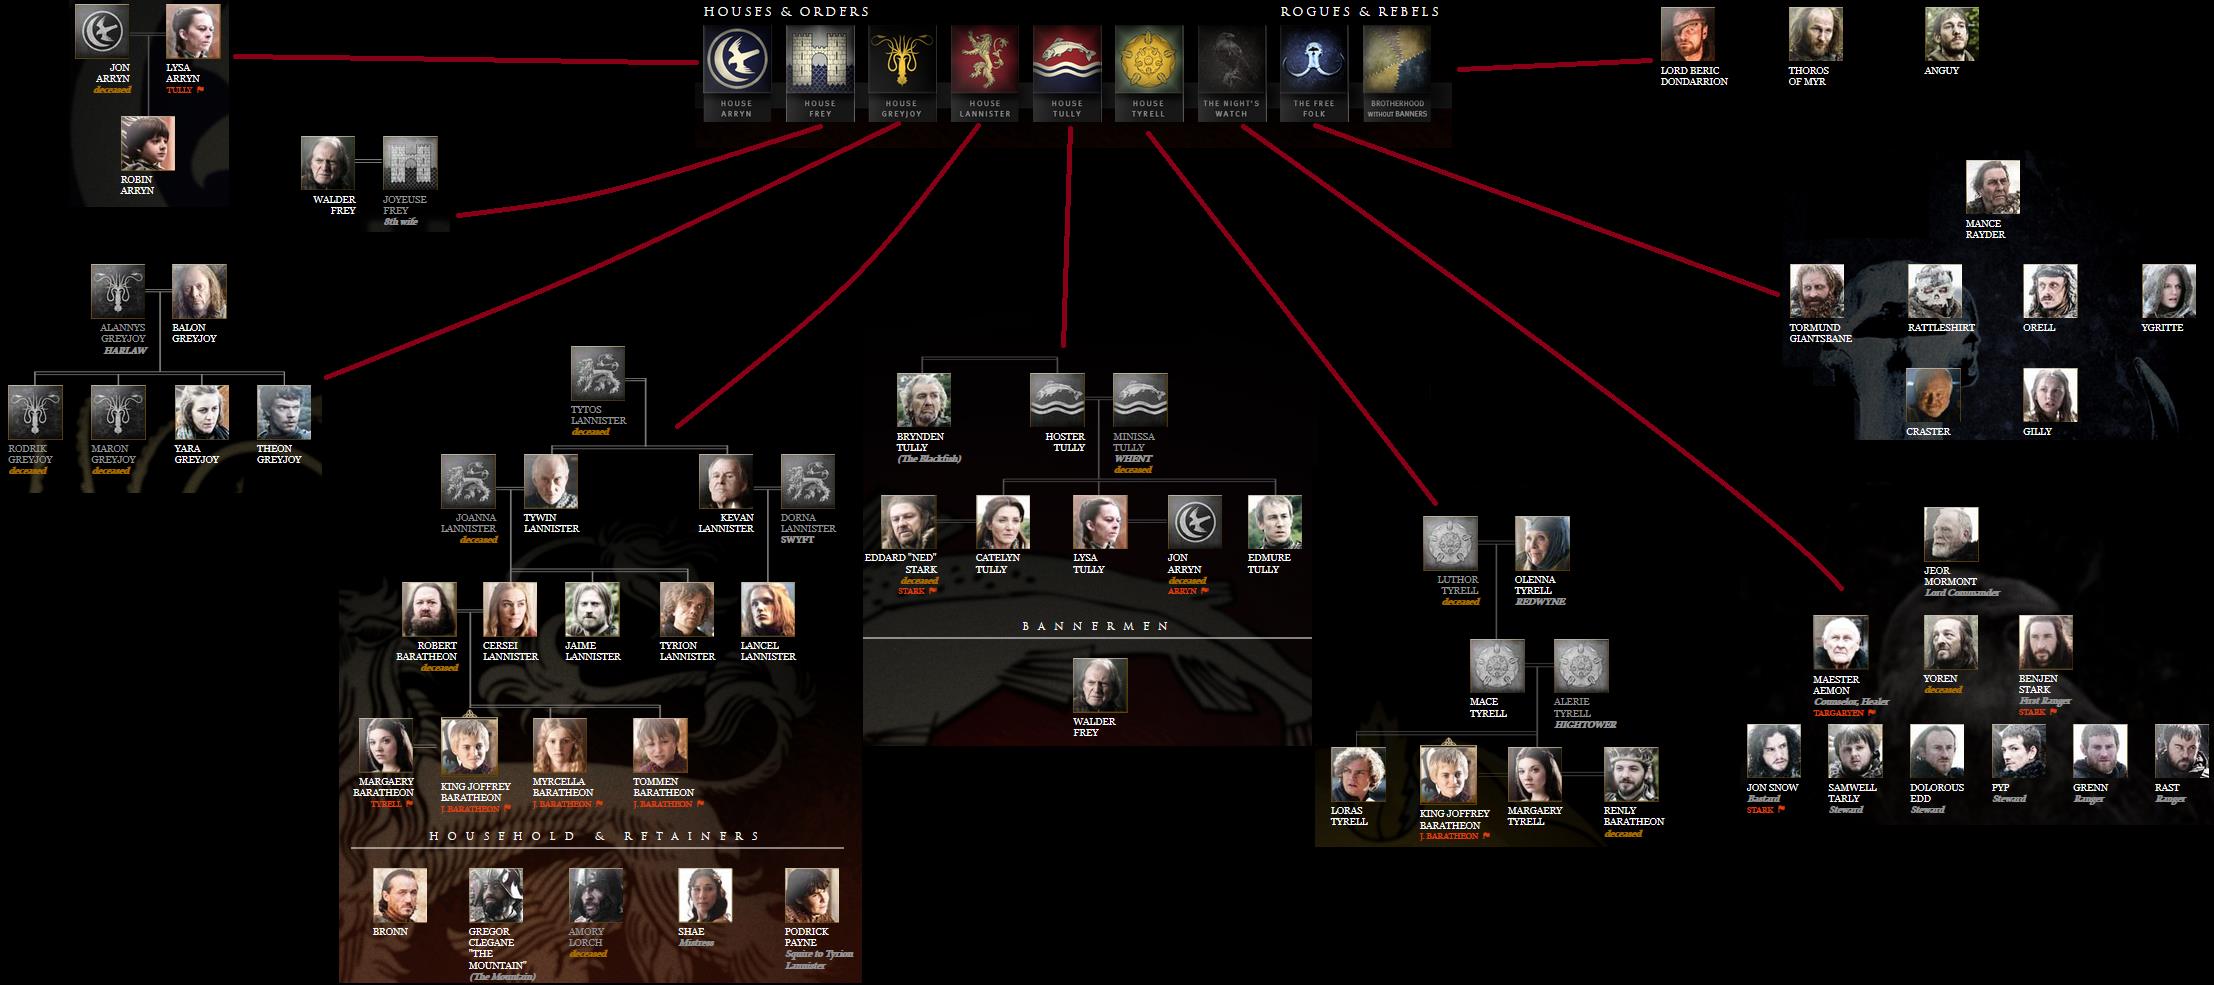 HOUSES & ORDERS
ROGUES & REBELS
HOUSE
ARRYN
HOUSE
FREY
HOUSE
GREYJOY
HOUSE
LANNISTER
HOUSE
TULLY
HOUSE
TYRELL
THE NIGHT'S
WATCH
THE FREE
FOLK
BROTHERHOOD
WITHOUT BANNERS
JON
ARRYN
deceased
LYSA
ARRYN
TULLY
ROBIN
ARRYN
WALDER
FREY
JOYEUSE
FREY
8th wife
ALANNYS
GREYJOY
HARLAW
BALON
GREYJOY
RODRIK
GREYJOY
deceased
MARON
GREYJOY
deceased
YARA
GREYJOY
THEON
GREYJOY
TYTOS
LANNISTER
deceased
JOANNA
LANNISTER
deceased
TYWIN
LANNISTER
KEVAN
LANNISTER
DORNA
LANNISTER
SWYFT
ROBERT
BARATHEON
deceased
CERSEI
LANNISTER
JAIME
LANNISTER
TYRION
LANNISTER
LANCEL
LANNISTER
MARGAERY
BARATHEON
TYRELL
KING JOFFREY
BARATHEON
J. BARATHEON
MYRCELLA
BARATHEON
J. BARATHEON
TOMMEN
BARATHEON
J. BARATHEON
HOUSEHOLD & RETAINERS
BRONN
GREGOR
CLEGANE
"THE
MOUNTAIN"
(The Mountain)
AMORY
LORCH
deceased
SHAE
Mistress
PODRICK
PAYNE
Squire to Tyrion
Lannister
BRYNDEN
TULLY
(The Blackfish)
HOSTER
TULLY
MINISSA
TULLY
WHENT
deceased
EDDARD "NED"
STARK
deceased
STARK
CATELYN
TULLY
LYSA
TULLY
JON
ARRYN
deceased
ARRYN
EDMURE
TULLY
BANNERMEN
WALDER
FREY
LUTHOR
TYRELL
deceased
OLENNA
TYRELL
REDWYNE
MACE
TYRELL
ALERIE
TYRELL
HIGHTOWER
LORAS
TYRELL
KING JOFFREY
BARATHEON
J. BARATHEON
MARGAERY
TYRELL
RENLY
BARATHEON
deceased
LORD BERIC
DONDARRION
THOROS
OF MYR
ANGUY
MANCE
RAYDER
TORMUND
GIANTSBANE
RATTLESHIRT
ORELL
YGRITTE
CRASTER
GILLY
JEOR
MORMONT
Lord Commander
MAESTER
AEMON
Counselor, Healer
TARGARYEN
YOREN
deceased
BENJEN
STARK
First Ranger
STARK
JON SNOW
Bastard
STARK
SAMWELL
TARLY
Steward
DOLOROUS
EDD
Steward
PYP
Steward
GRENN
Ranger
RAST
Ranger